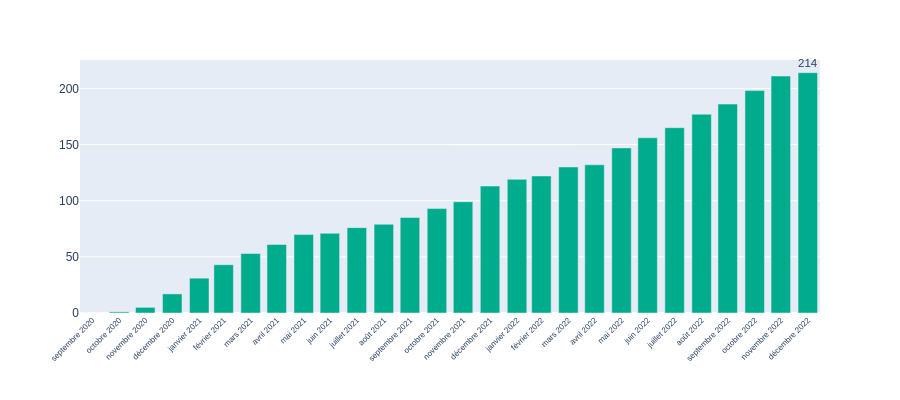 214
200
150
100
50
0
septembre 2020
octobre 2020
novembre 2020
décembre 2020
janvier 2021
février 2021
mars 2021
avril 2021
mai 2021
juin 2021
juillet 2021
août 2021
septembre 2021
octobre 2021
novembre 2021
décembre 2021
janvier 2022
février 2022
mars 2022
avril 2022
mai 2022
juin 2022
juillet 2022
août 2022
septembre 2022
octobre 2022
novembre 2022
décembre 2022